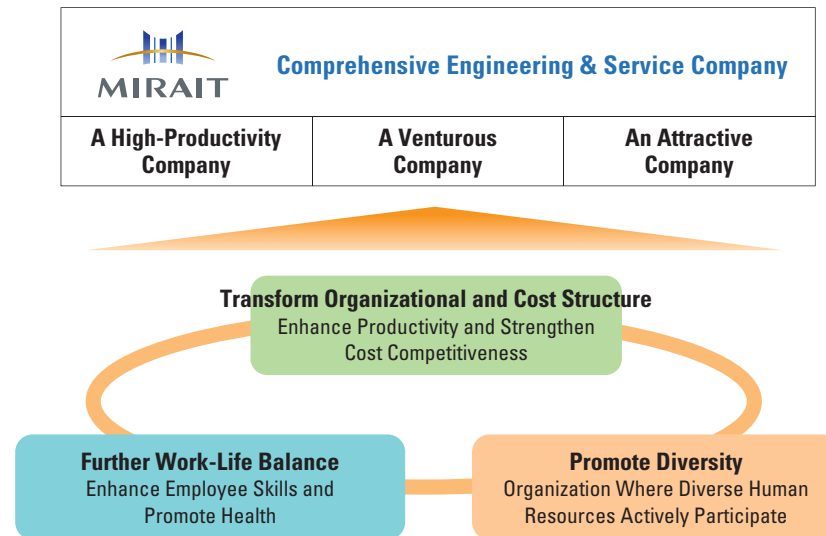 MIRAIT
Comprehensive Engineering & Service Company
A High-Productivity
Company
A Venturous
Company
An Attractive
Company
Transform Organizational and Cost Structure
Enhance Productivity and Strengthen
Cost Competitiveness
Further Work-Life Balance
Enhance Employee Skills and
Promote Health
Promote Diversity
Organization Where Diverse Human
Resources Actively Participate